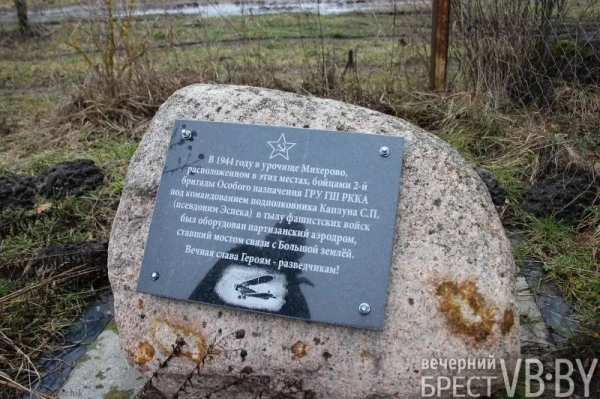 В 1944 году в урочище Михерово,
расположенном в этих местах, бойцами 2-й
бригады Особого назначения ГРУ ГШ РККА
под командованием подполковника Каплуна С.П.
(всевдоним Эспека) в тылу фашистских войск
был оборудован партизанский аэродром,
ставший мостом связи с Большой землёй.
Вечная слава Героям - разведчикам!
вечерний
БРЕСТ VB·BY